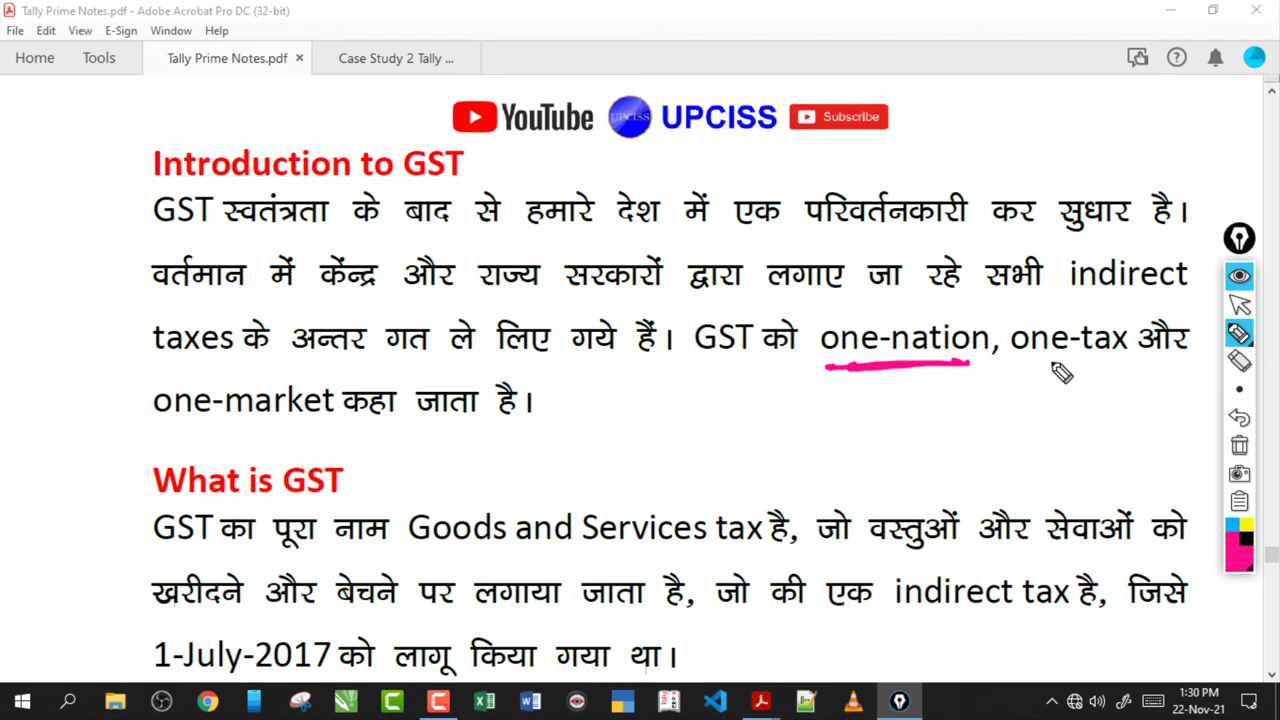 Tally Prime Notes.pdf - Adobe Acrobat Pro DC (32-bit)
File Edit View E-Sign Window Help
Home Tools Tally Prime Notes.pdf × Case Study 2 Tally ...
YouTube UPCISS UPCISS Subscribe
Introduction to GST
GST स्वतंत्रता के बाद से हमारे देश में एक परिवर्तनकारी कर सुधार है।
वर्तमान में केंन्द्र और राज्य सरकारों द्वारा लगाए जा रहे सभी indirect
taxes के अन्तर गत ले लिए गये हैं। GST को one-nation, one-tax और
one-market कहा जाता है।
What is GST
GST का पूरा नाम Goods and Services tax है, जो वस्तुओं और सेवाओं को
खरीदने और बेचने पर लगाया जाता है, जो की एक indirect tax है, जिसे
1-July-2017 को लागू किया गया था।
1:30 PM
22-Nov-21